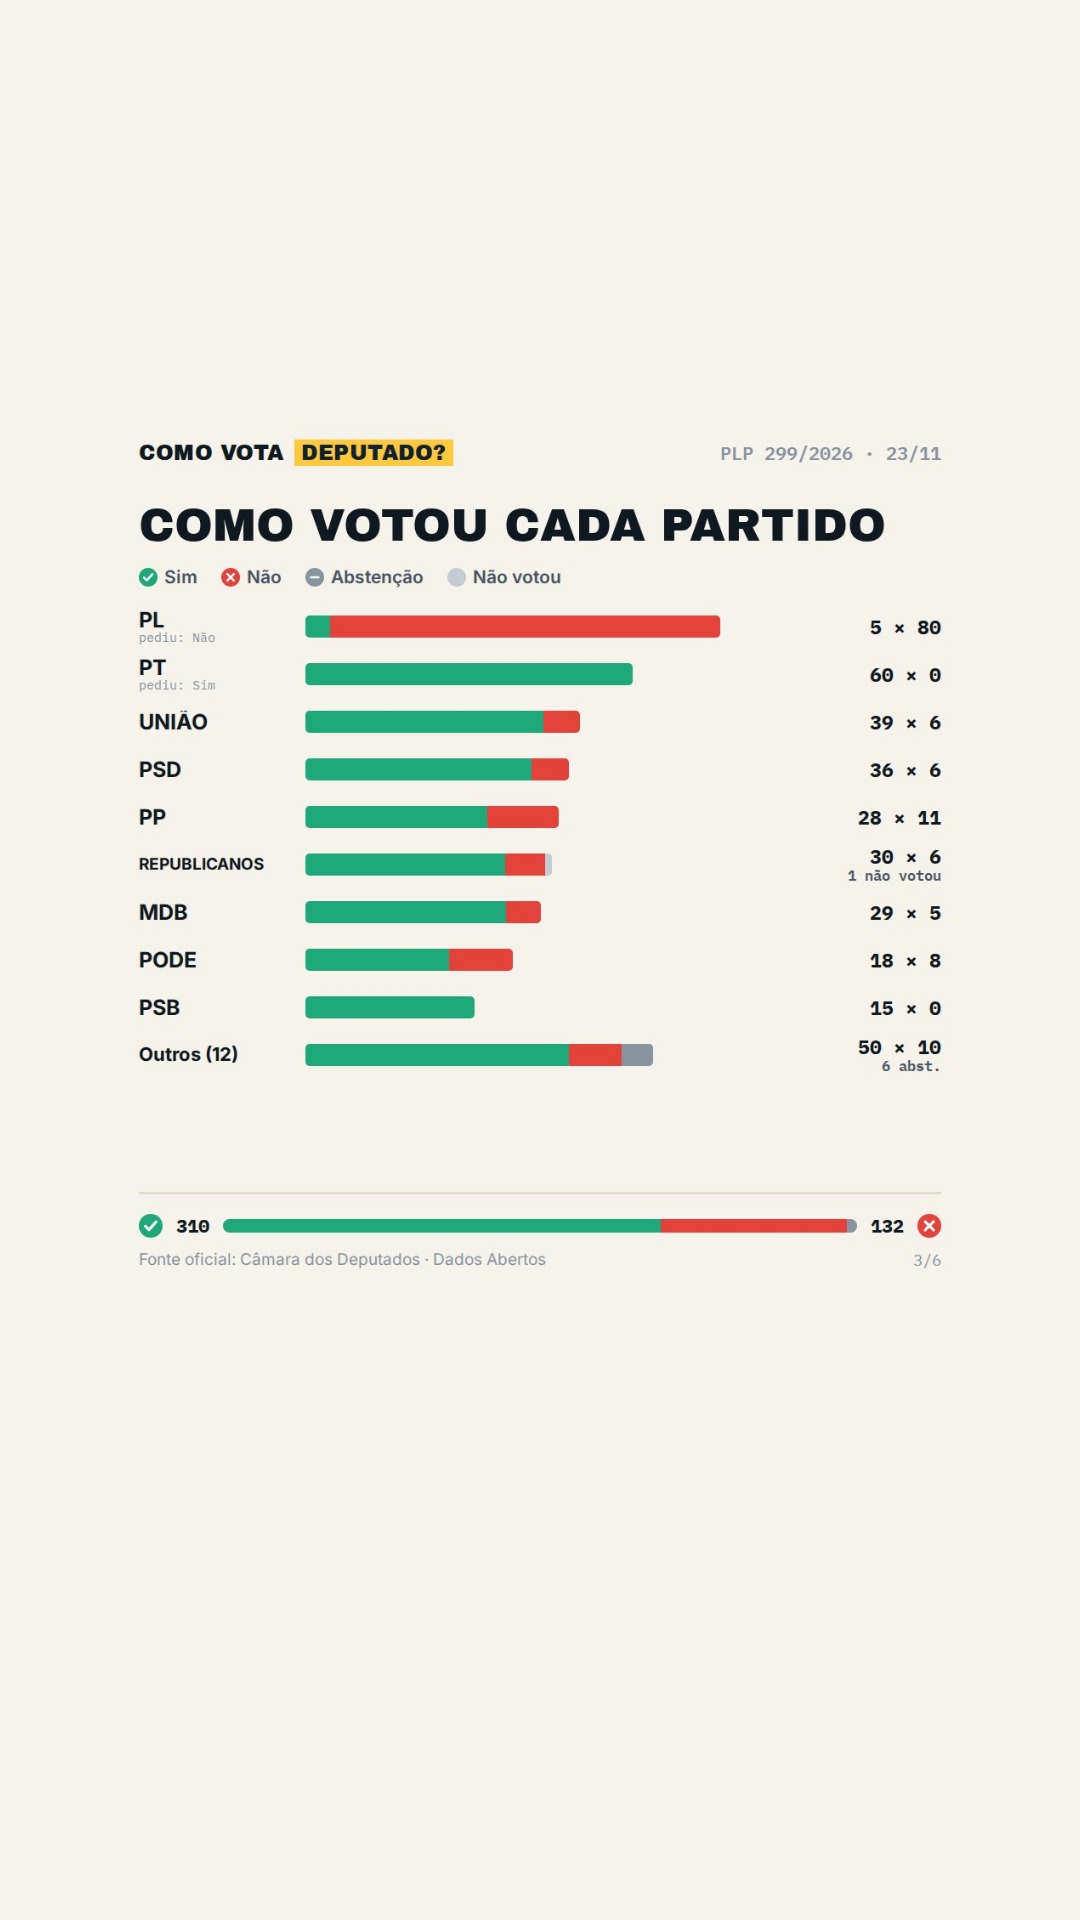 COMO VOTA DEPUTADO?
PLP 299/2026 · 23/11
COMO VOTOU CADA PARTIDO
Sim Não Abstenção Não votou
PL 5 × 80
pediu: Não
PT 60 × 0
pediu: Sim
UNIÃO 39 × 6
PSD 36 × 6
PP 28 × 11
REPUBLICANOS 30 × 6
1 não votou
MDB 29 × 5
PODE 18 × 8
PSB 15 × 0
Outros (12) 50 × 10
6 abst.
310 132
Fonte oficial: Câmara dos Deputados · Dados Abertos
3/6